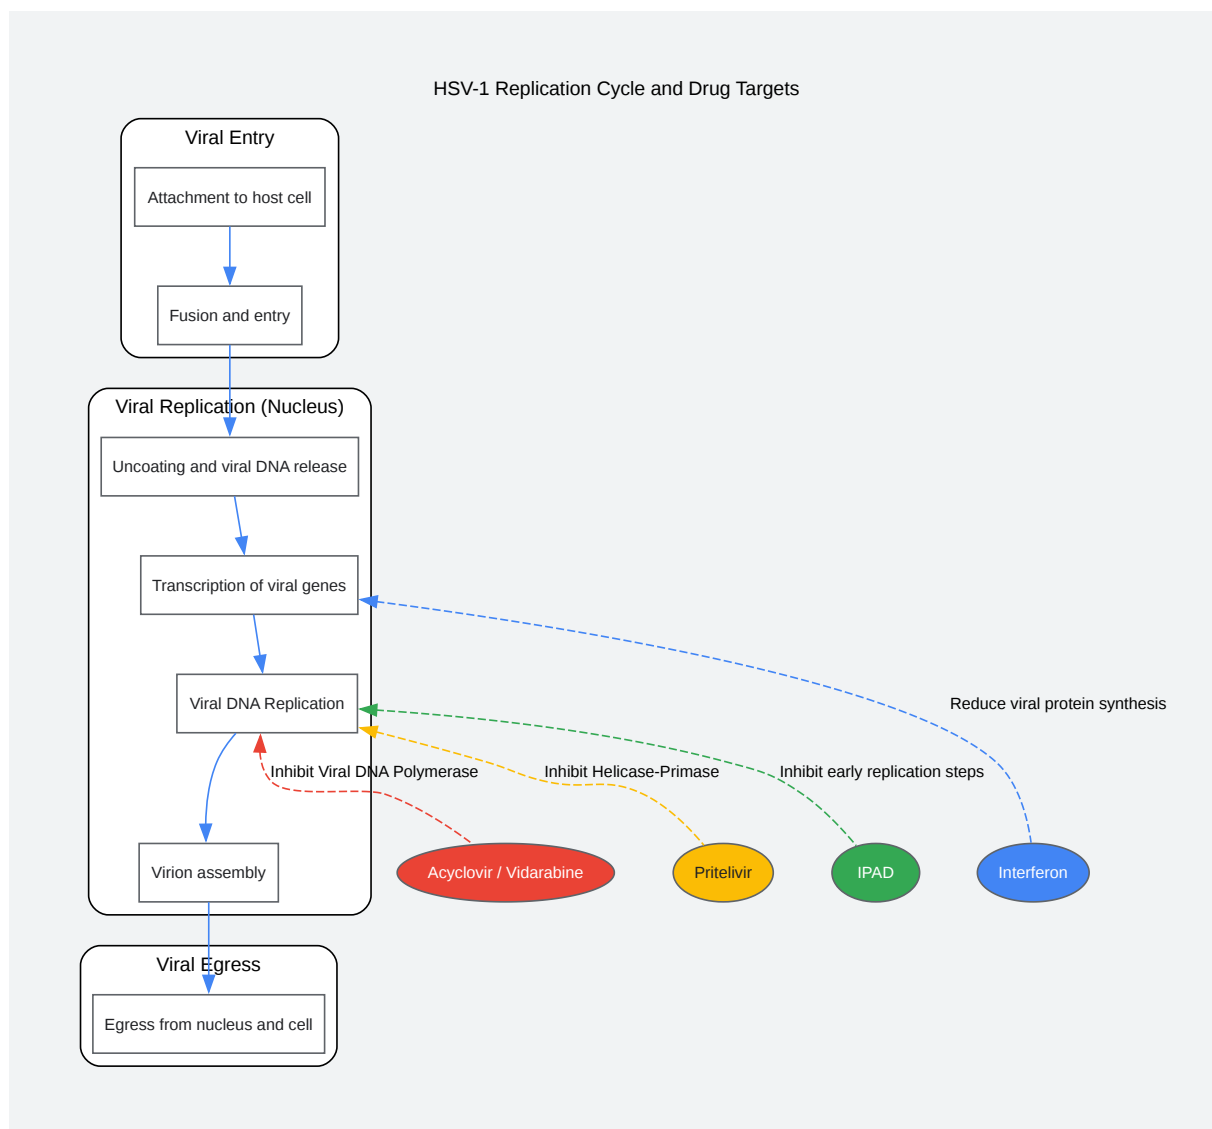 HSV-1 Replication Cycle and Drug Targets
Viral Entry
Attachment to host cell
Fusion and entry
Viral Replication (Nucleus)
Uncoating and viral DNA release
Transcription of viral genes
Viral DNA Replication
Reduce viral protein synthesis
Inhibit Viral DNA Polymerase
Inhibit Helicase-Primase
Inhibit early replication steps
Virion assembly
Acyclovir / Vidarabine
Pritelivir
IPAD
Interferon
Viral Egress
Egress from nucleus and cell